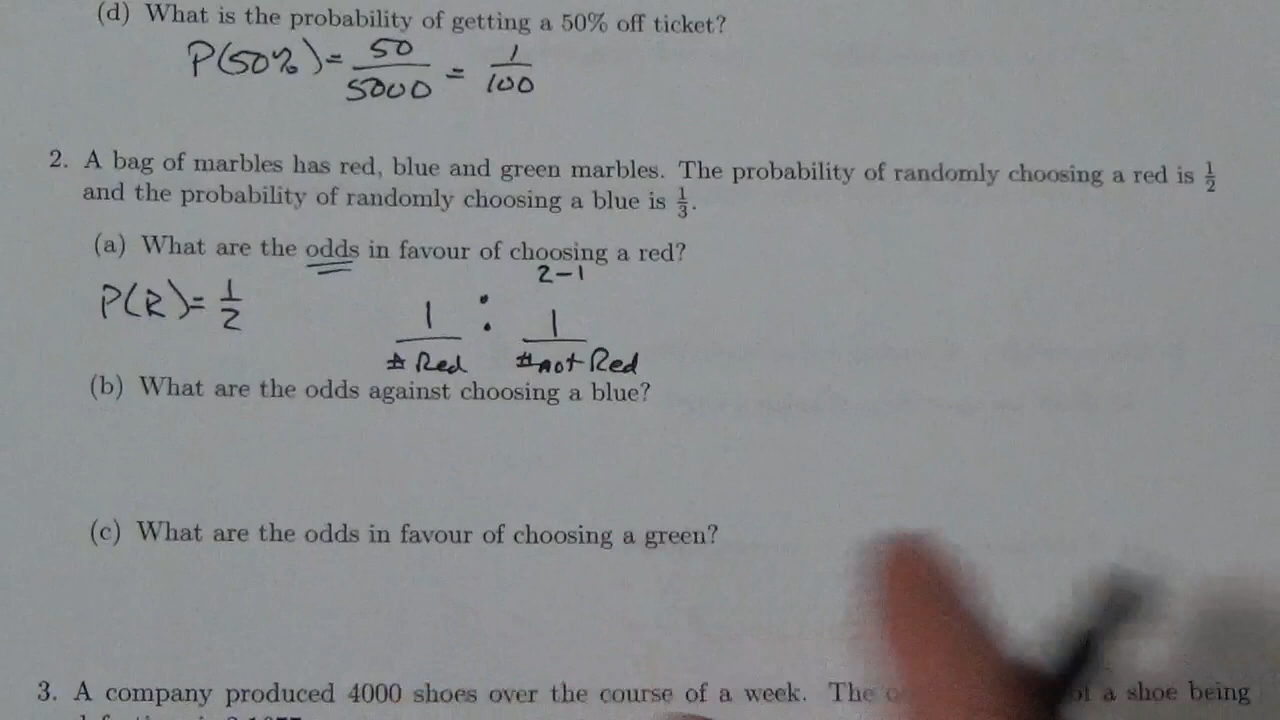 (d) What is the probability of getting a 50% off ticket?
P(50%) = 50/5000 = 1/100
2. A bag of marbles has red, blue and green marbles. The probability of randomly choosing a red is 1/2
and the probability of randomly choosing a blue is 1/3.
(a) What are the odds in favour of choosing a red?
2-1
P(R) = 1/2 1 : 1
# Red #not Red
(b) What are the odds against choosing a blue?
(c) What are the odds in favour of choosing a green?
3. A company produced 4000 shoes over the course of a week. The a shoe being